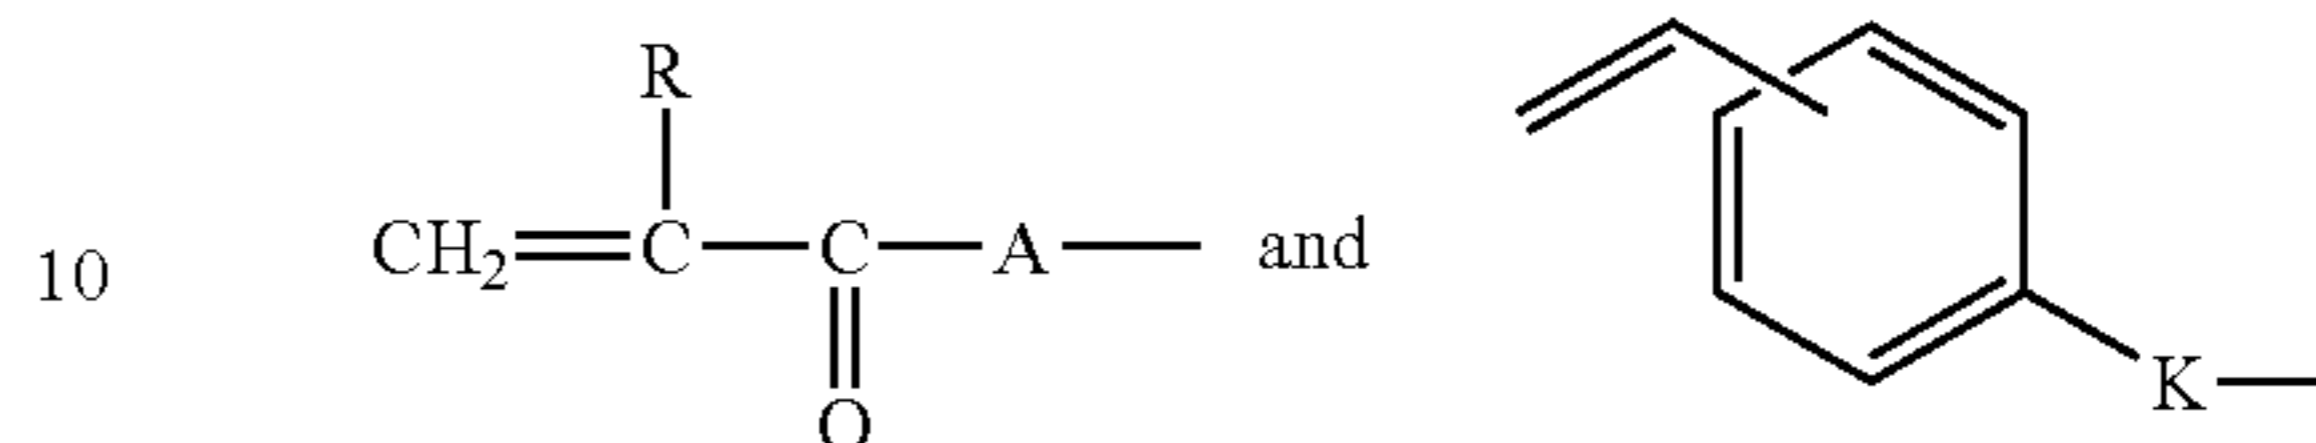 R
10 CH2=C—C—A— and
K—
O